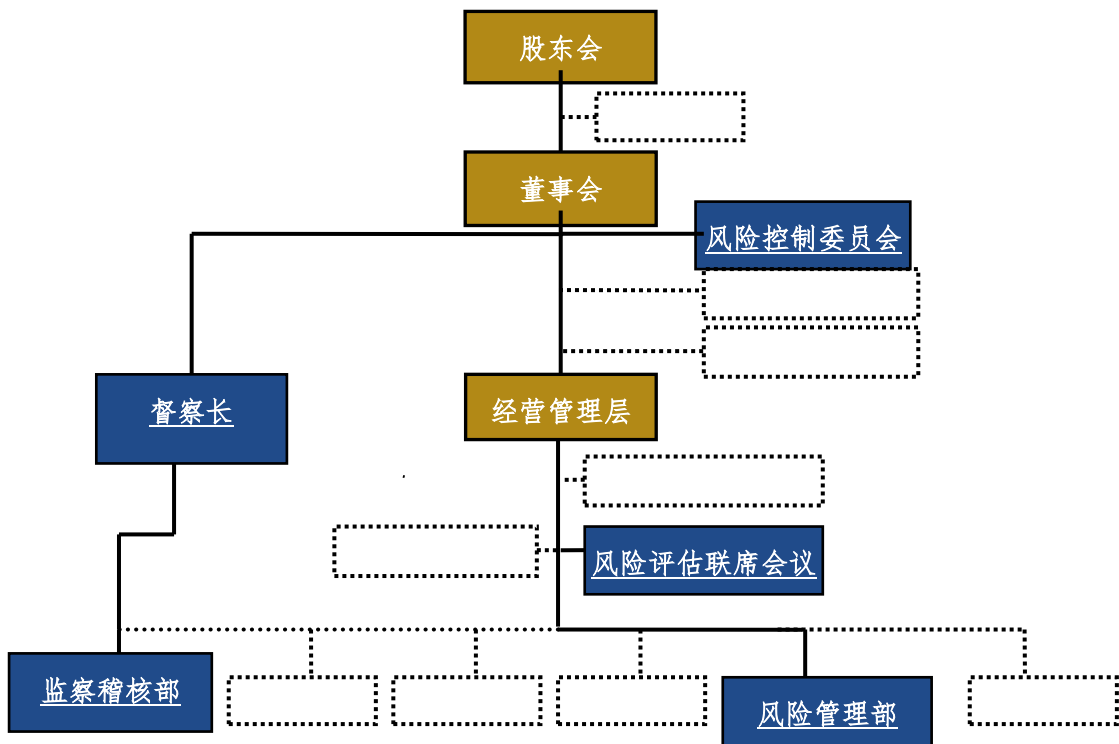 股东会
董事会
风险控制委员会
督察长
经营管理层
风险评估联席会议
监察稽核部
风险管理部